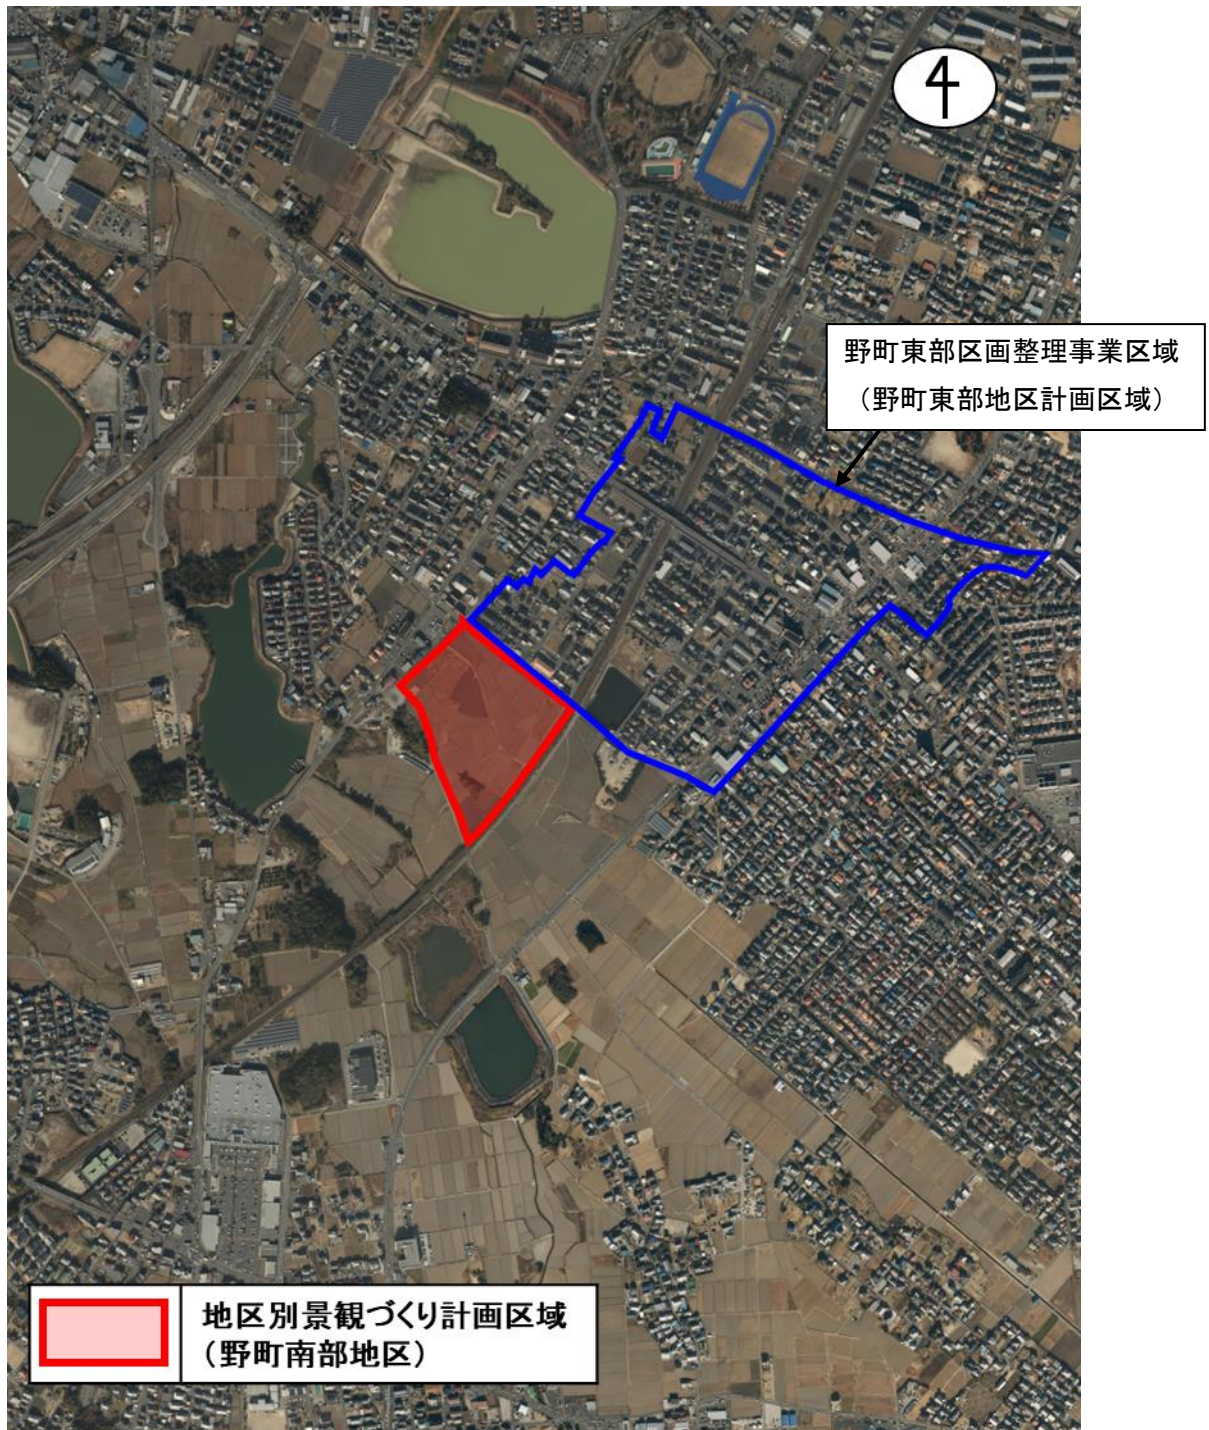 野町東部区画整理事業区域
（野町東部地区計画区域）
地区別景観づくり計画区域
（野町南部地区）